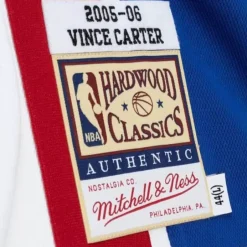 2005-06
VINCE CARTER
HARDWOOD
NBA
CLASSICS
AUTHENTIC
NOSTALGIA CO.
Mitchell & Ness
PHILADELPHIA, PA.
44(L)